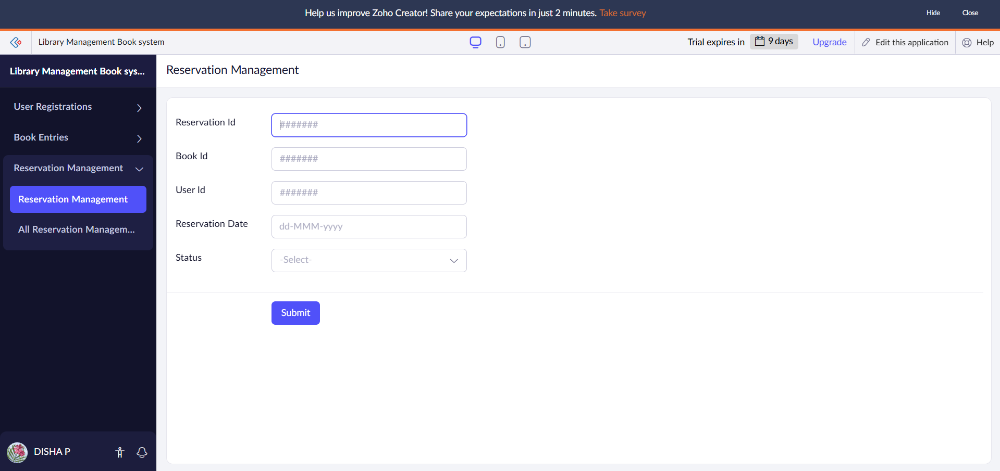 Help us improve Zoho Creator! Share your expectations in just 2 minutes. Take survey
Hide
Close
Library Management Book system
Trial expires in
9 days
Upgrade
Edit this application
Help
Library Management Book sys...
User Registrations
Book Entries
Reservation Management
Reservation Management
All Reservation Managem...
DISHA P
Reservation Management
Reservation Id
#######
Book Id
#######
User Id
#######
Reservation Date
dd-MMM-yyyy
Status
-Select-
Submit